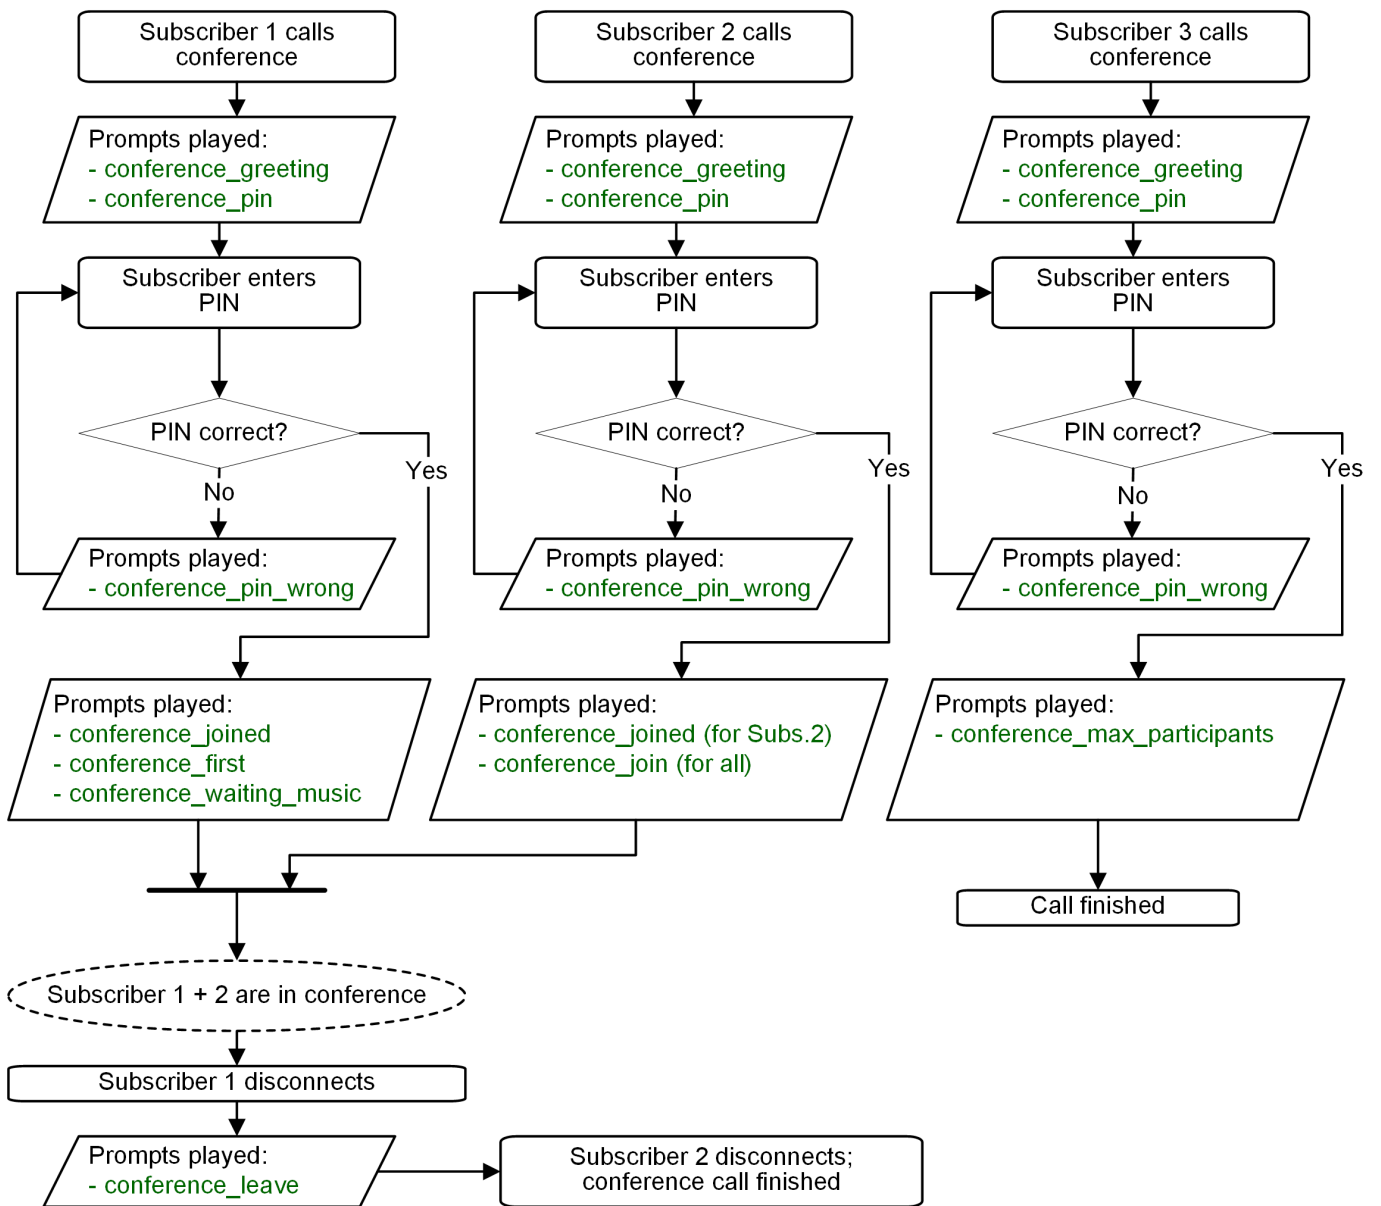 Subscriber 1 calls
conference
Subscriber 2 calls
conference
Subscriber 3 calls
conference
Prompts played:
- conference_greeting
- conference_pin
Prompts played:
- conference_greeting
- conference_pin
Prompts played:
- conference_greeting
- conference_pin
Subscriber enters
PIN
Subscriber enters
PIN
Subscriber enters
PIN
PIN correct?
PIN correct?
PIN correct?
Yes
Yes
Yes
No
No
No
Prompts played:
- conference_pin_wrong
Prompts played:
- conference_pin_wrong
Prompts played:
- conference_pin_wrong
Prompts played:
- conference_joined
- conference_first
- conference_waiting_music
Prompts played:
- conference_joined (for Subs.2)
- conference_join (for all)
Prompts played:
- conference_max_participants
Call finished
Subscriber 1 + 2 are in conference
Subscriber 1 disconnects
Prompts played:
- conference_leave
Subscriber 2 disconnects;
conference call finished